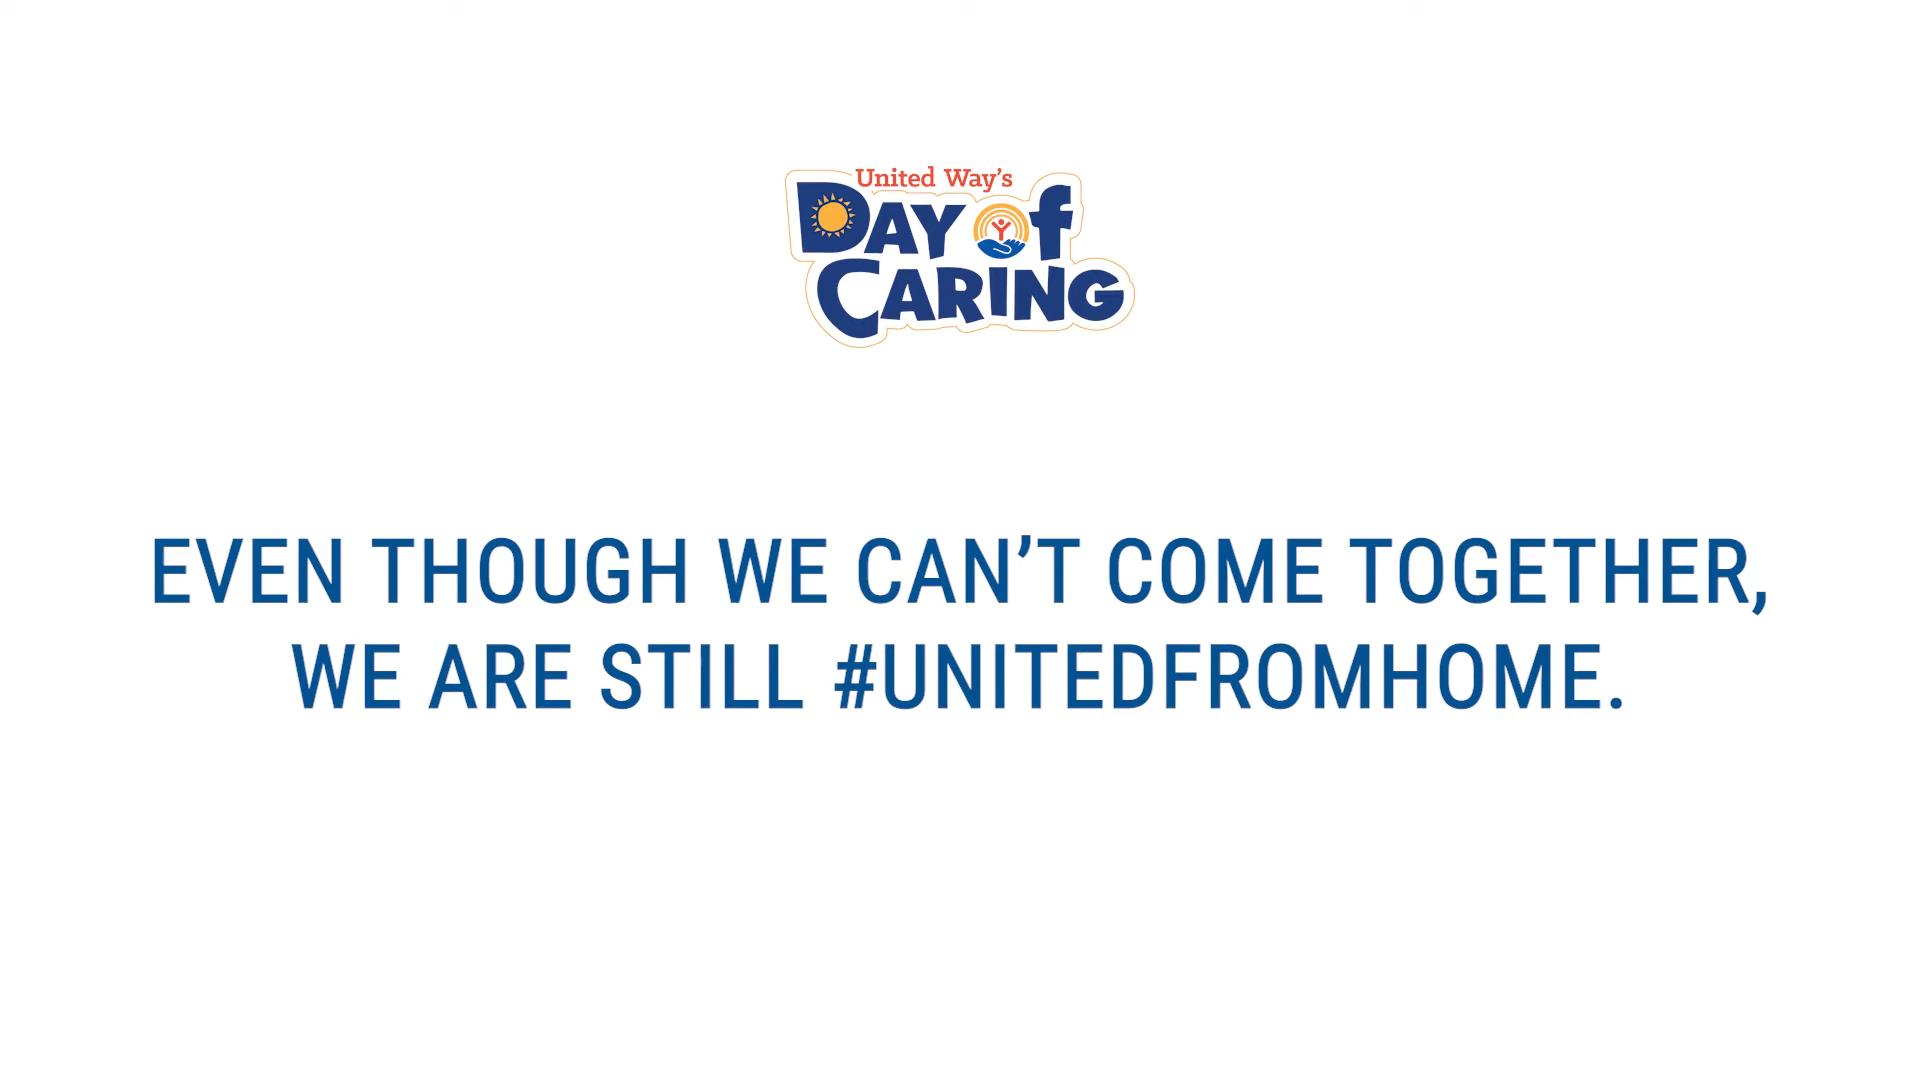 United Way's
DAY of
CARING
EVEN THOUGH WE CAN’T COME TOGETHER,
WE ARE STILL #UNITEDFROMHOME.